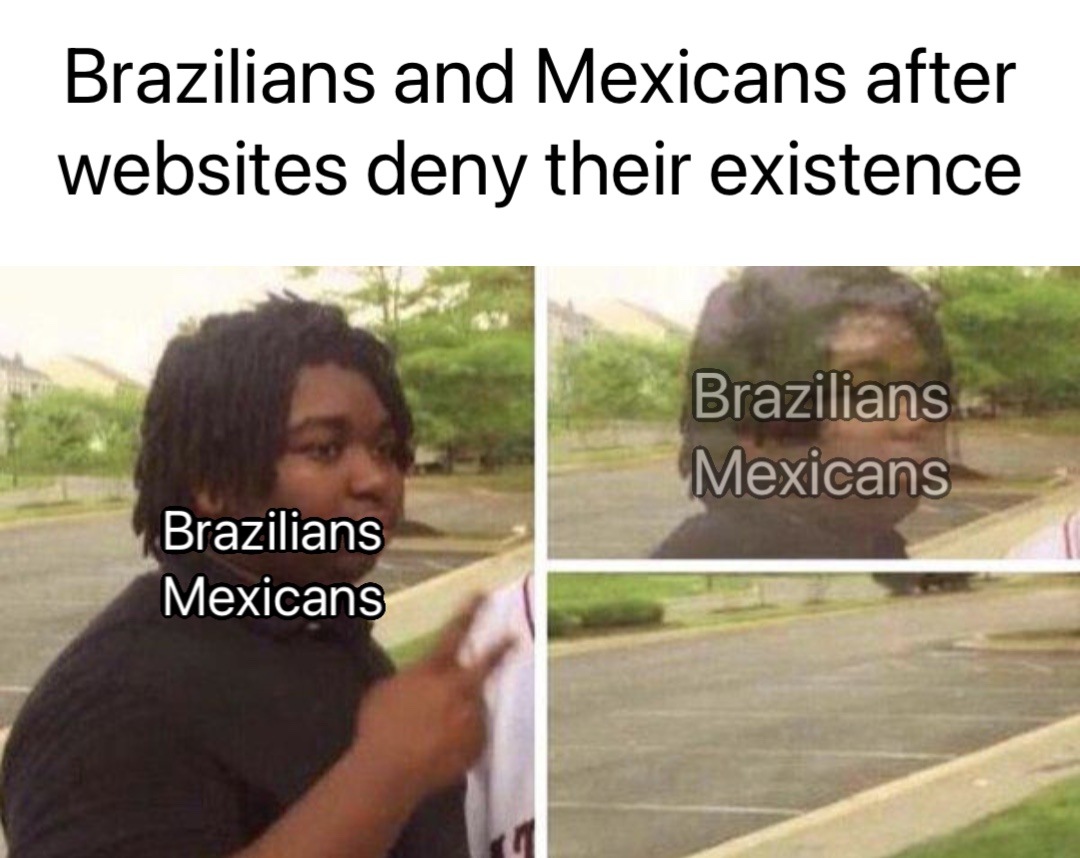 Brazilians and Mexicans after
websites deny their existence
Brazilians
Mexicans
Brazilians
Mexicans